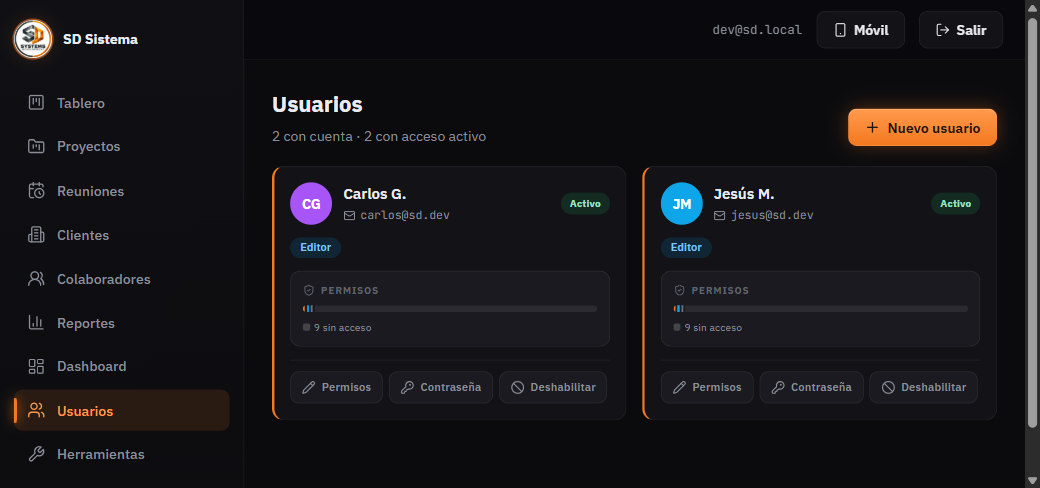 SD
SYSTEMS
SD Sistema
dev@sd.local
Móvil
Salir
Tablero
Proyectos
Reuniones
Clientes
Colaboradores
Reportes
Dashboard
Usuarios
Herramientas
Usuarios
2 con cuenta · 2 con acceso activo
Nuevo usuario
CG
Carlos G.
carlos@sd.dev
Activo
Editor
PERMISOS
9 sin acceso
Permisos
Contraseña
Deshabilitar
JM
Jesús M.
jesus@sd.dev
Activo
Editor
PERMISOS
9 sin acceso
Permisos
Contraseña
Deshabilitar